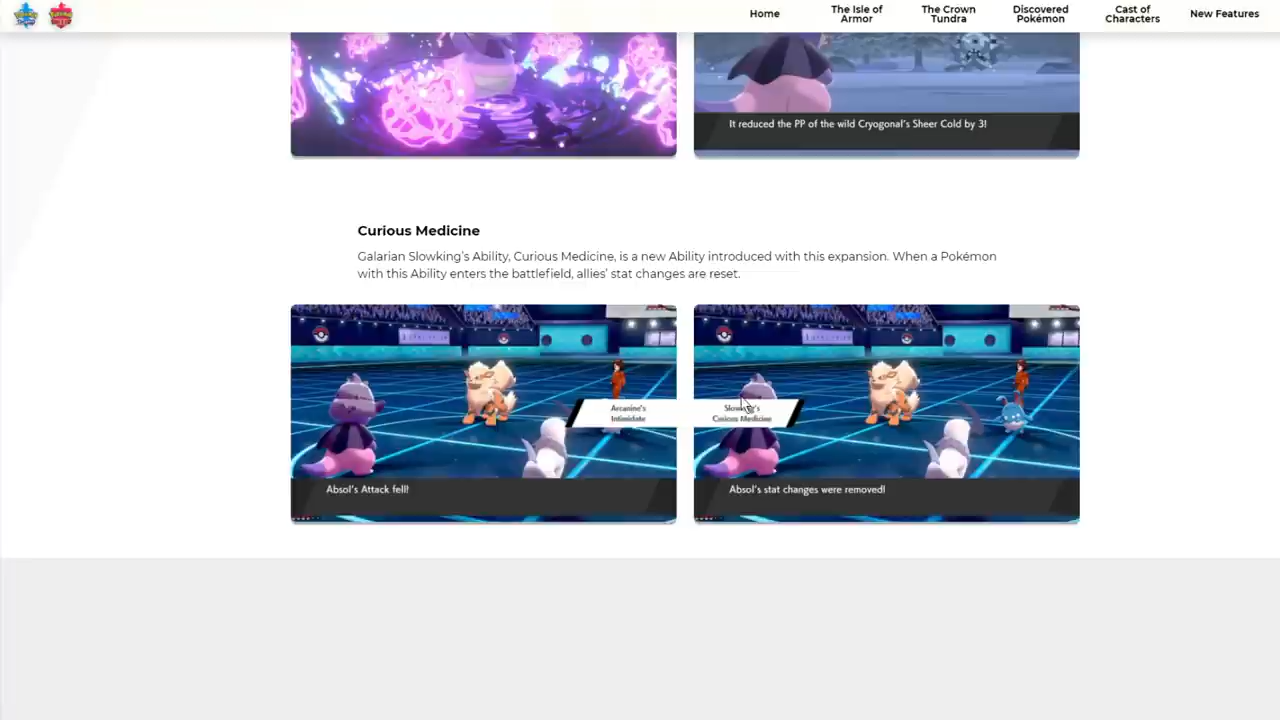 Home
The Isle of
Armor
The Crown
Tundra
Discovered
Pokémon
Cast of
Characters
New Features
It reduced the PP of the wild Cryogonal's Sheer Cold by 3!
Curious Medicine
Galarian Slowking's Ability, Curious Medicine, is a new Ability introduced with this expansion. When a Pokémon
with this Ability enters the battlefield, allies' stat changes are reset.
Arcanine's
Intimidate
Absol's Attack fell!
Slowking's
Curious Medicine
Absol's stat changes were removed!